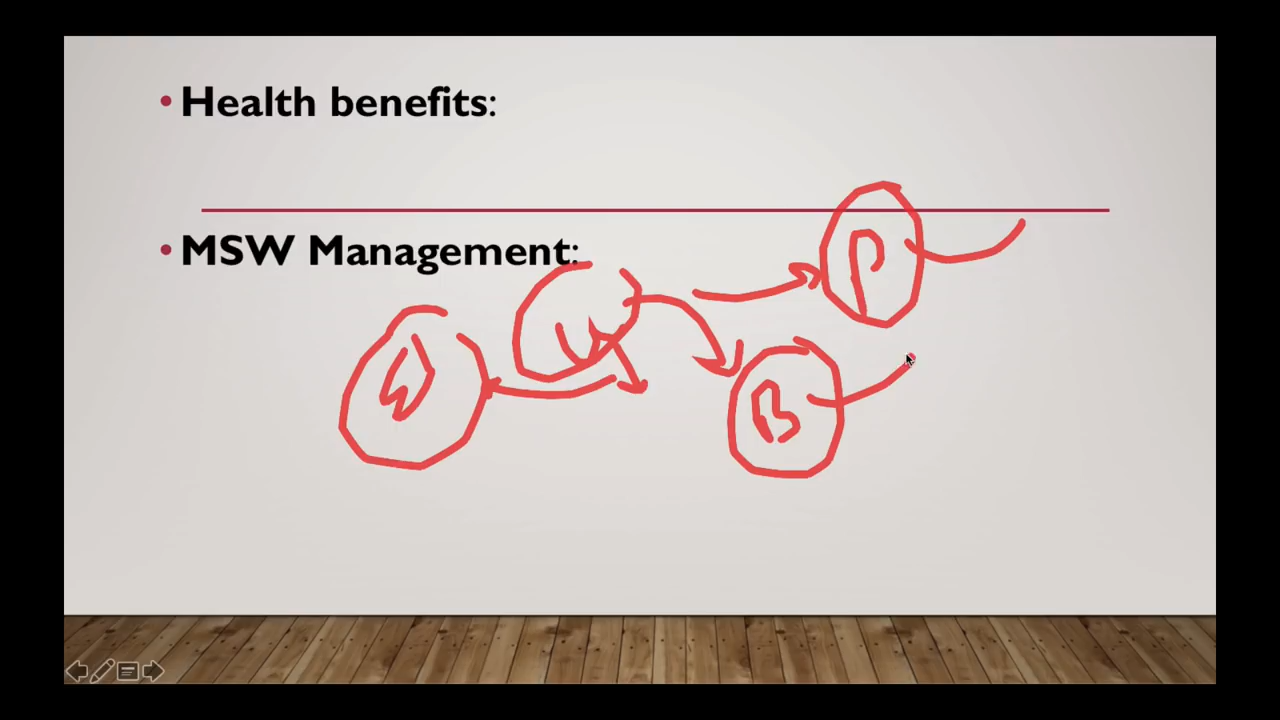 • Health benefits:
• MSW Management:
P
B